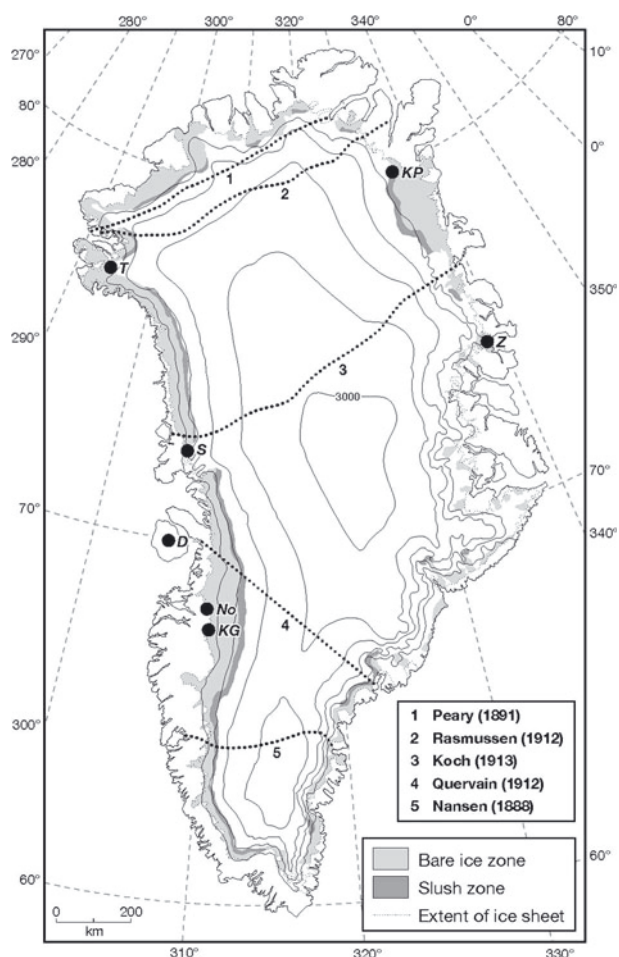 280° 300° 310° 320° 330° 340° 0° 80°
270° 10°
80° 0°
280°
1
2
KP
T
350°
290°
Z
3
3000
S
70°
70°
340°
D
No
KG
4
300°
5
1 Peary (1891)
2 Rasmussen (1912)
3 Koch (1913)
4 Quervain (1912)
5 Nansen (1888)
Bare ice zone
Slush zone
Extent of ice sheet
60°
60°
0 200
km
310° 320° 330°